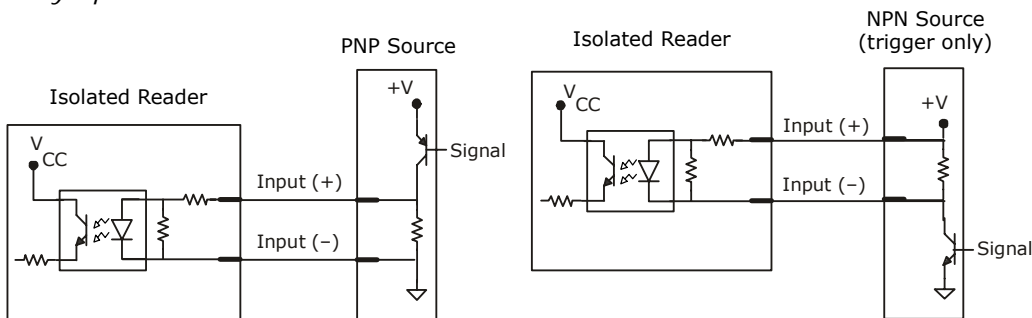 PNP Source
Isolated Reader
+V
V
CC
Signal
Input (+)
Input (−)
NPN Source
(trigger only)
Isolated Reader
V
CC
+V
Input (+)
Input (−)
Signal